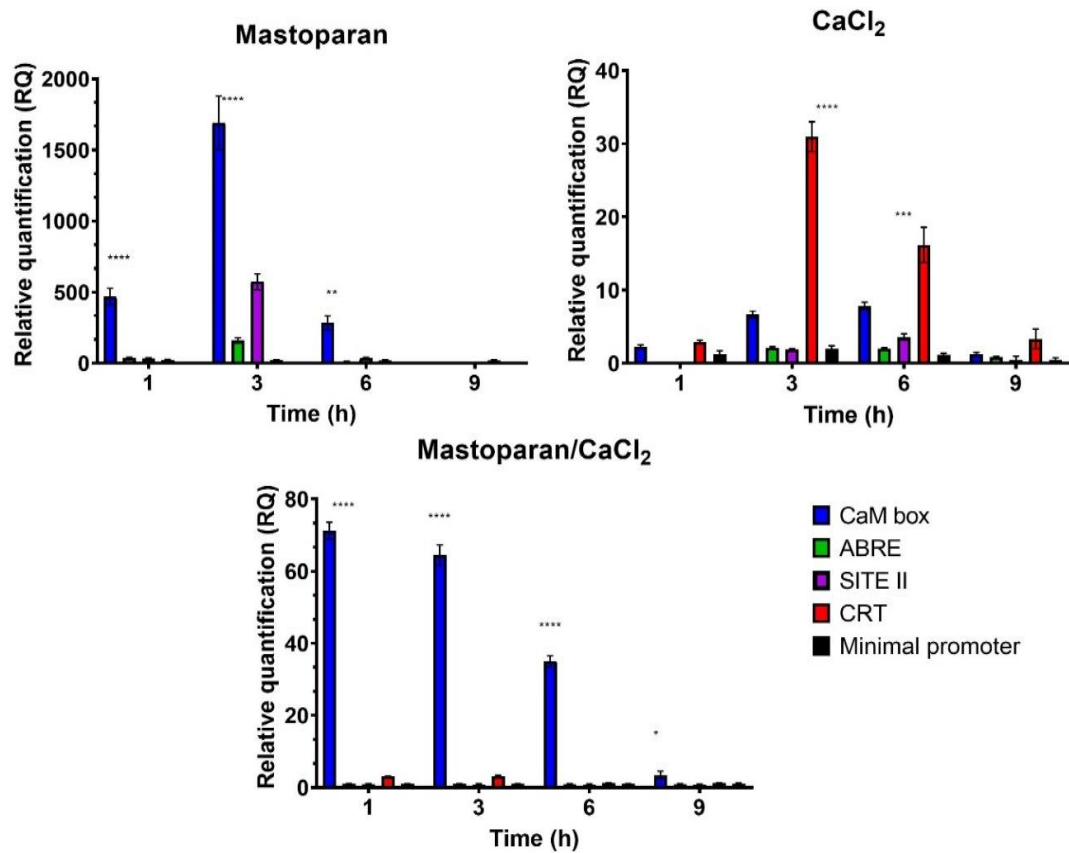 Mastoparan
Relative quantification (RQ)
2000
1500
1000
500
0
****
****
**
1
3
6
9
Time (h)
CaCl₂
Relative quantification (RQ)
40
30
20
10
0
****
***
1
3
6
9
Time (h)
Mastoparan/CaCl₂
Relative quantification (RQ)
80
60
40
20
0
****
****
****
*
1
3
6
9
Time (h)
CaM box
ABRE
SITE II
CRT
Minimal promoter